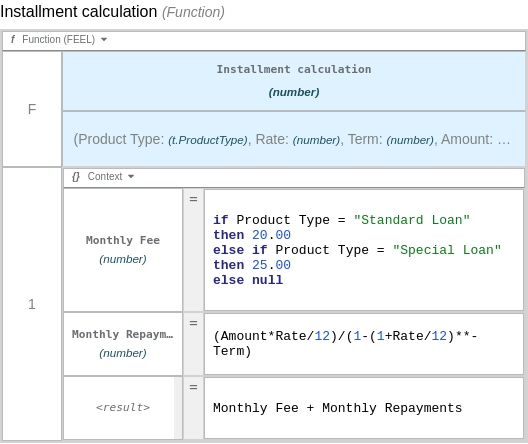 Installment calculation (Function)
f Function (FEEL)
F
Installment calculation
(number)
(Product Type: (t.ProductType), Rate: (number), Term: (number), Amount: …
1
{} Context
Monthly Fee
(number)
=
if Product Type = "Standard Loan"
then 20.00
else if Product Type = "Special Loan"
then 25.00
else null
Monthly Repaym…
(number)
=
(Amount*Rate/12)/(1-(1+Rate/12)**-
Term)
<result>
=
Monthly Fee + Monthly Repayments